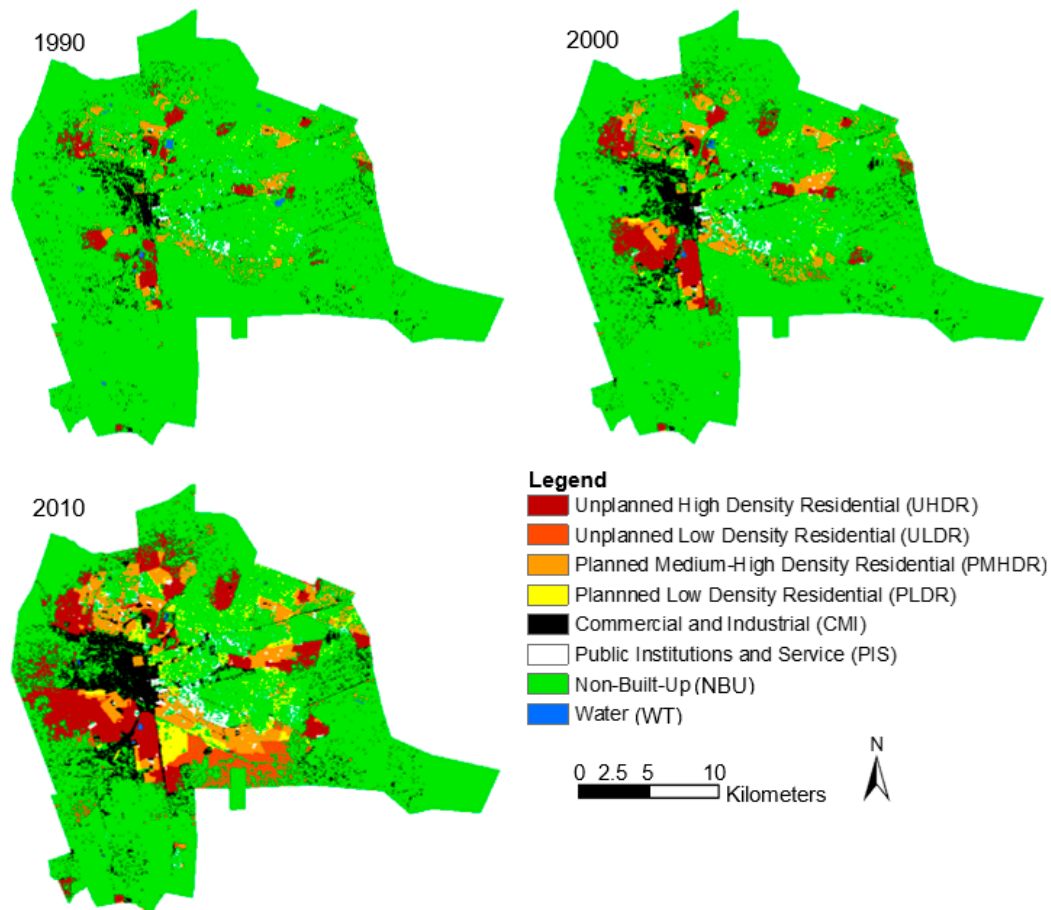 1990
2000
2010
Legend
Unplanned High Density Residential (UHDR)
Unplanned Low Density Residential (ULDR)
Planned Medium-High Density Residential (PMHDR)
Plannned Low Density Residential (PLDR)
Commercial and Industrial (CMI)
Public Institutions and Service (PIS)
Non-Built-Up (NBU)
Water (WT)
N
0 2.5 5 10
Kilometers